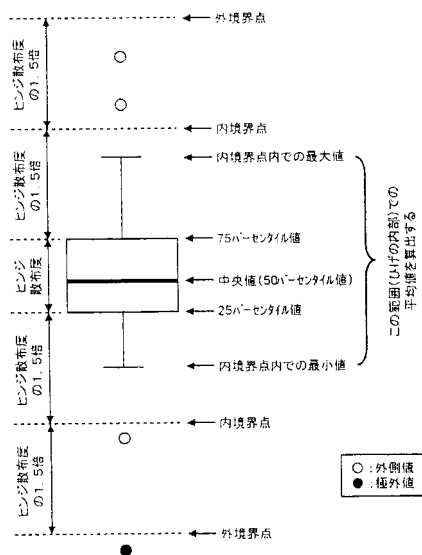 外境界点
ヒンジ散布度
の1.5倍
内境界点
内境界点内での最大値
ヒンジ散布度
の1.5倍
75パーセンタイル値
ヒンジ
散布度
中央値(50パーセンタイル値)
25パーセンタイル値
この範囲(ひげの内部)での
平均値を算出する
ヒンジ散布度
の1.5倍
内境界点内での最小値
内境界点
ヒンジ散布度
の1.5倍
○:外側値
●:極外値
外境界点